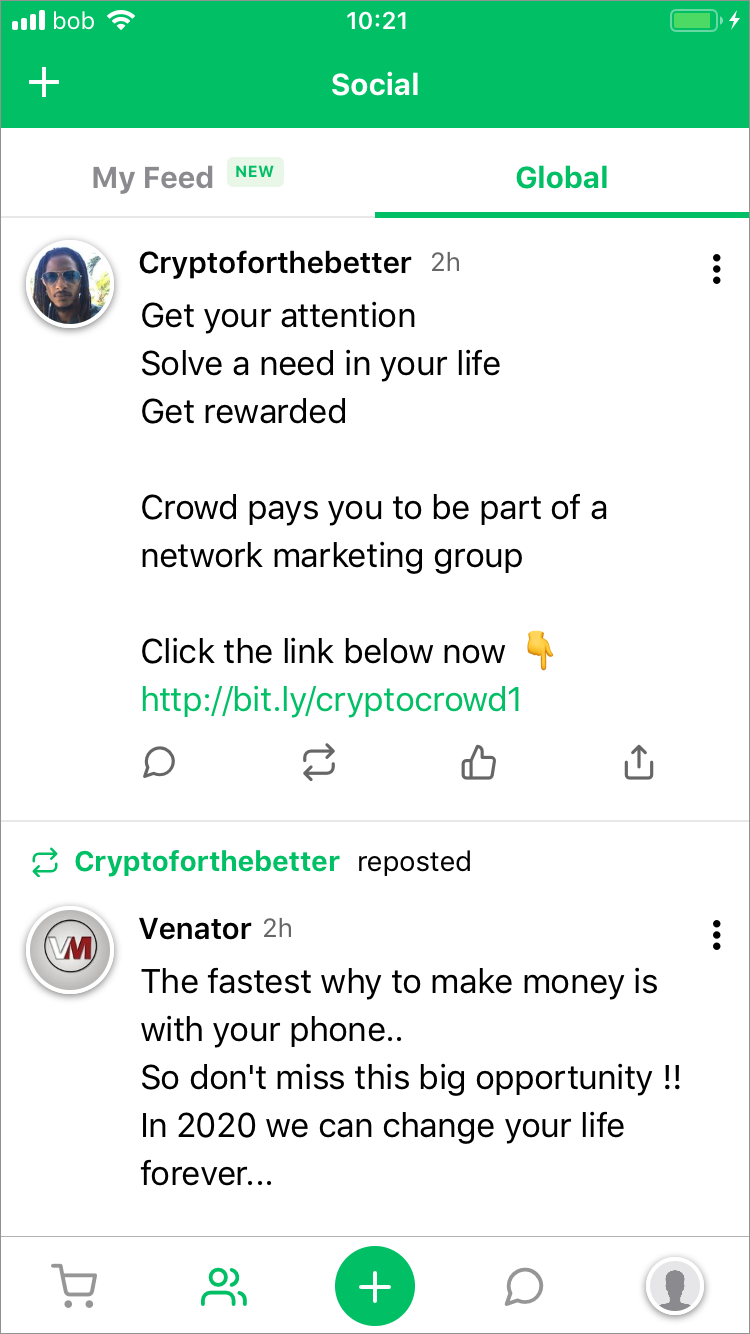 bob 10:21
Social
My Feed NEW Global
Cryptoforthebetter 2h
Get your attention
Solve a need in your life
Get rewarded
Crowd pays you to be part of a
network marketing group
Click the link below now 👇
http://bit.ly/cryptocrowd1
Cryptoforthebetter reposted
Venator 2h
VM
The fastest why to make money is
with your phone..
So don't miss this big opportunity !!
In 2020 we can change your life
forever...